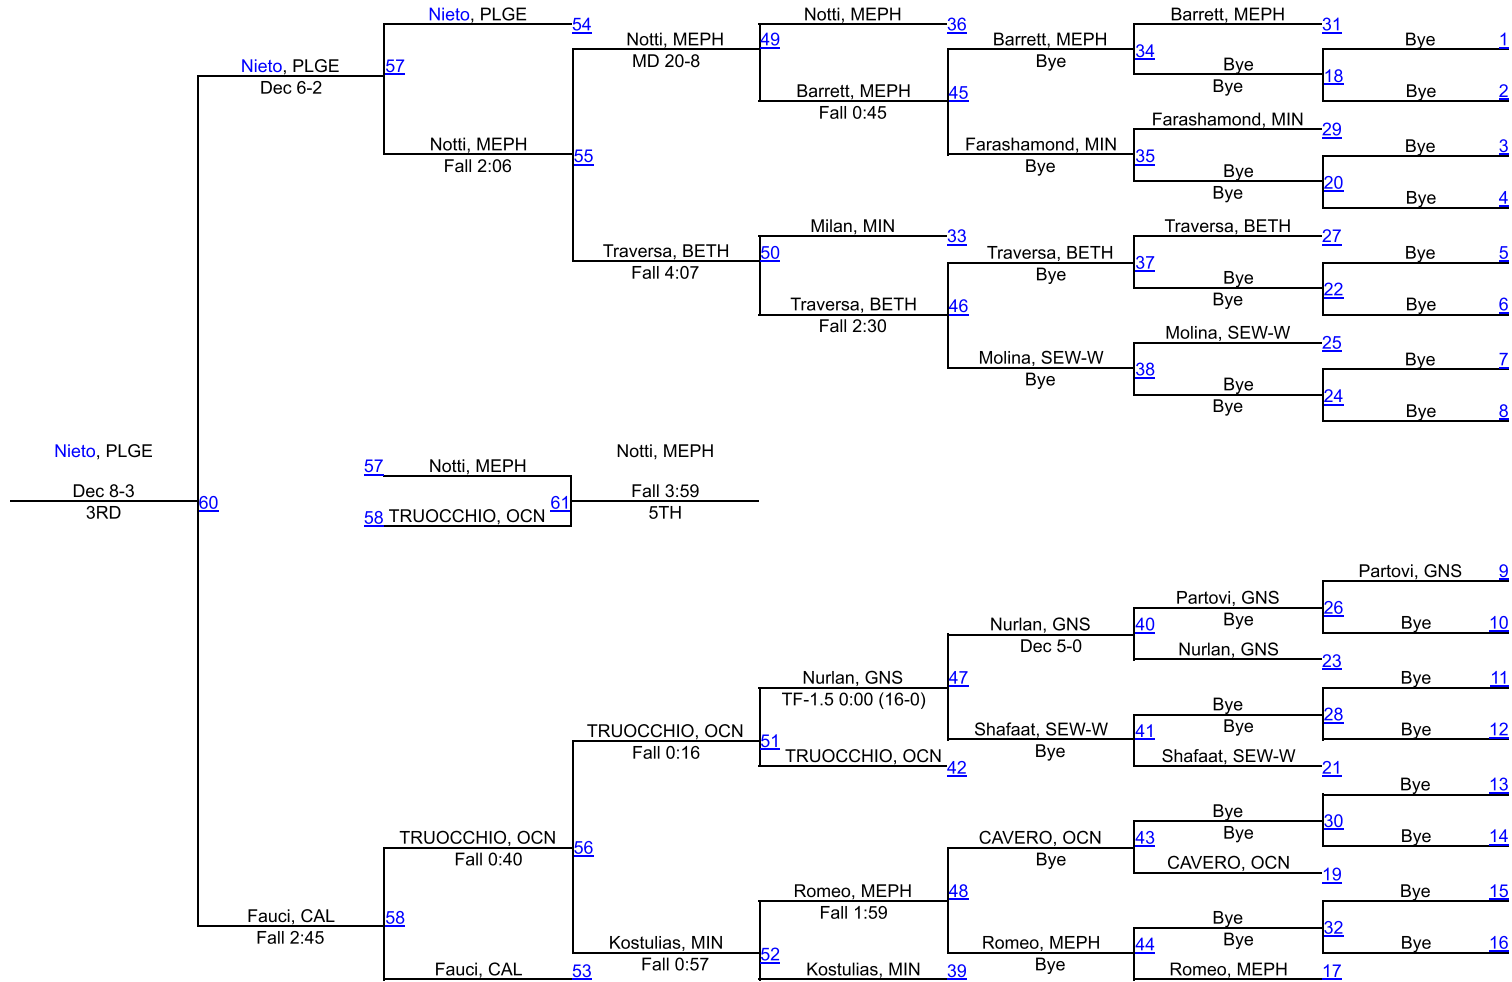 Nieto, PLGE
54
Notti, MEPH
36
Barrett, MEPH
31
Notti, MEPH
49
Barrett, MEPH
34
Bye
1
MD 20-8
Bye
Bye
18
Nieto, PLGE
57
Bye
Dec 6-2
Barrett, MEPH
45
Bye
2
Fall 0:45
Farashamond, MIN
29
Notti, MEPH
Farashamond, MIN
35
Bye
3
Fall 2:06
55
Bye
Bye
20
Bye
Bye
4
Milan, MIN
33
Traversa, BETH
27
Traversa, BETH
50
Traversa, BETH
37
Bye
5
Fall 4:07
Bye
Bye
22
Bye
Traversa, BETH
46
Bye
6
Fall 2:30
Molina, SEW-W
25
Molina, SEW-W
38
Bye
7
Bye
Bye
24
Bye
Bye
8
Nieto, PLGE
Notti, MEPH
57
Notti, MEPH
Dec 8-3
60
61
Fall 3:59
3RD
58
TRUOCCHIO, OCN
5TH
Partovi, GNS
9
Partovi, GNS
26
Nurlan, GNS
40
Bye
Bye
10
Dec 5-0
Nurlan, GNS
23
Nurlan, GNS
47
Bye
11
TF-1.5 0:00 (16-0)
Bye
28
TRUOCCHIO, OCN
51
Shafaat, SEW-W
41
Bye
Bye
12
Fall 0:16
Bye
TRUOCCHIO, OCN
42
Shafaat, SEW-W
21
Bye
13
Bye
30
TRUOCCHIO, OCN
56
CAVERO, OCN
43
Bye
Bye
14
Fall 0:40
Bye
CAVERO, OCN
19
Romeo, MEPH
48
Bye
15
Fauci, CAL
58
Fall 1:59
Bye
32
Fall 2:45
Kostulias, MIN
52
Romeo, MEPH
44
Bye
Bye
16
Fall 0:57
Bye
Fauci, CAL
53
Kostulias, MIN
39
Romeo, MEPH
17